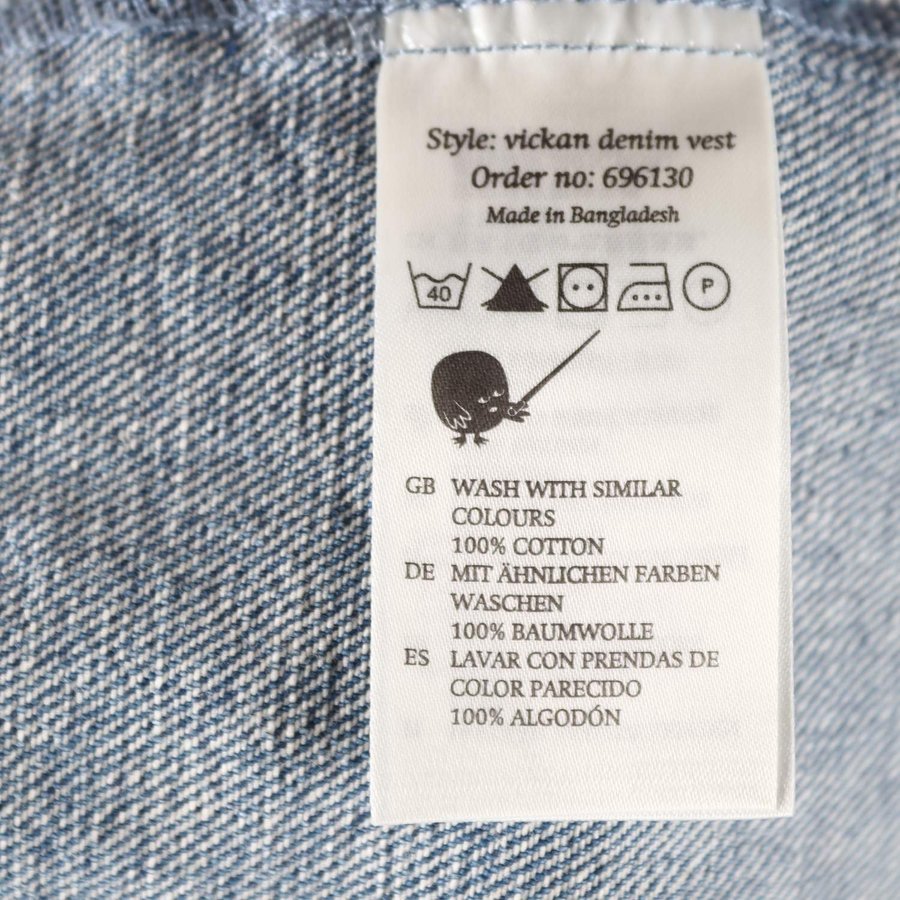 Style: vickan denim vest
Order no: 696130
Made in Bangladesh
40 P
GB WASH WITH SIMILAR
COLOURS
100% COTTON
DE MIT ÄHNLICHEN FARBEN
WASCHEN
100% BAUMWOLLE
ES LAVAR CON PRENDAS DE
COLOR PARECIDO
100% ALGODÓN